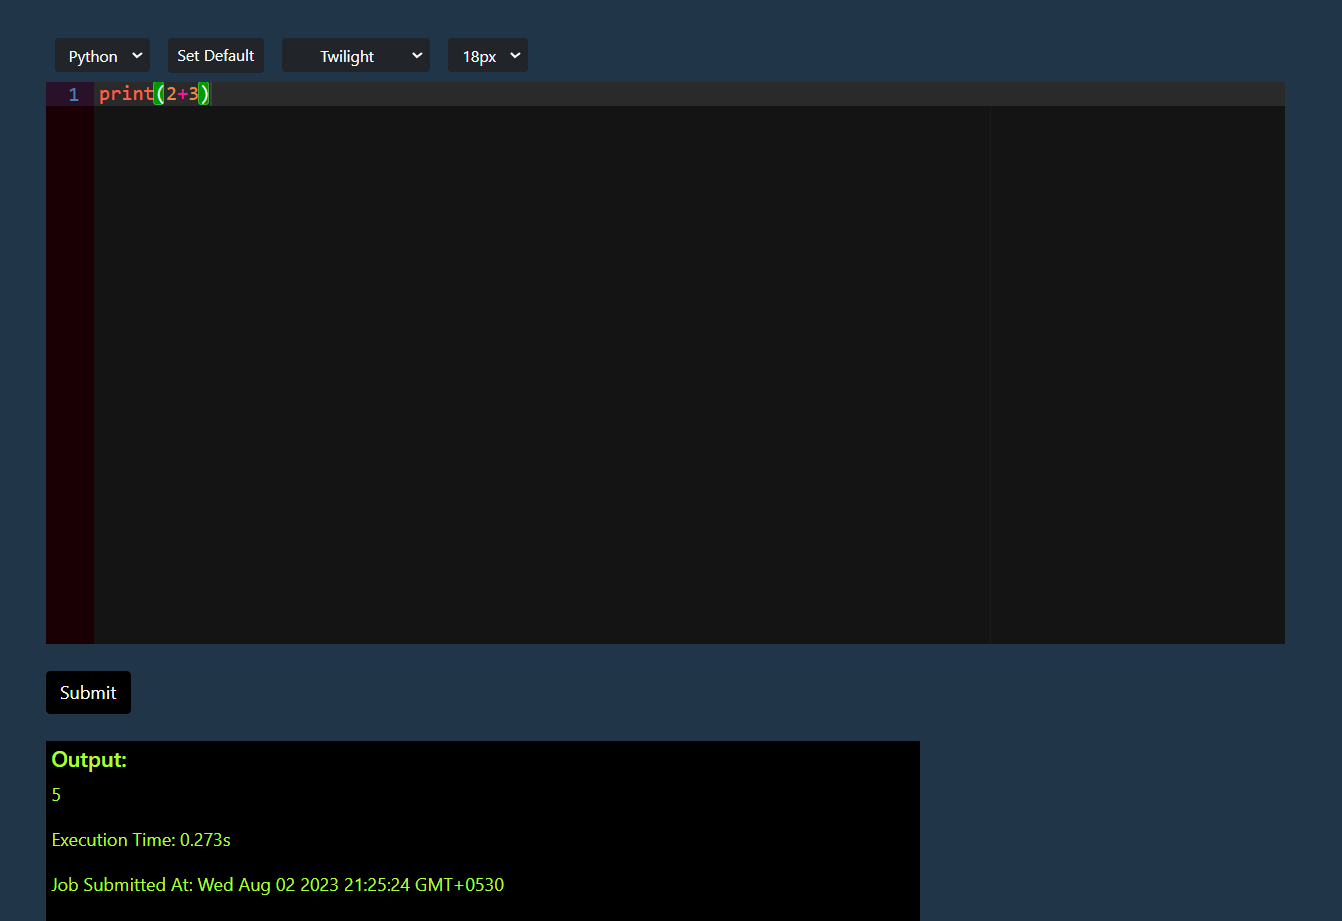 Python Set Default Twilight 18px
1 print(2+3)
Submit
Output:
5
Execution Time: 0.273s
Job Submitted At: Wed Aug 02 2023 21:25:24 GMT+0530